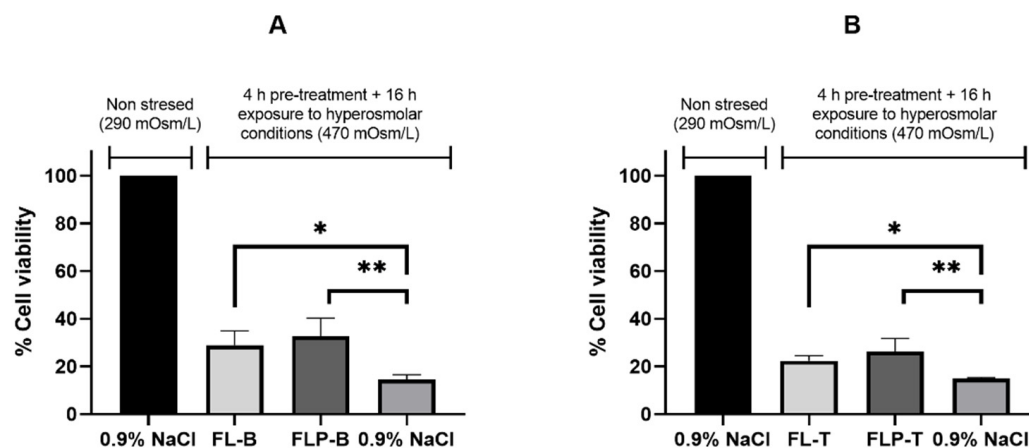 A
Non stresed
(290 mOsm/L)
4 h pre-treatment + 16 h
exposure to hyperosmolar
conditions (470 mOsm/L)
% Cell viability
100
80
60
40
20
0
*
**
0.9% NaCl FL-B FLP-B 0.9% NaCl
B
Non stresed
(290 mOsm/L)
4 h pre-treatment + 16 h
exposure to hyperosmolar
conditions (470 mOsm/L)
% Cell viability
100
80
60
40
20
0
*
**
0.9% NaCl FL-T FLP-T 0.9% NaCl